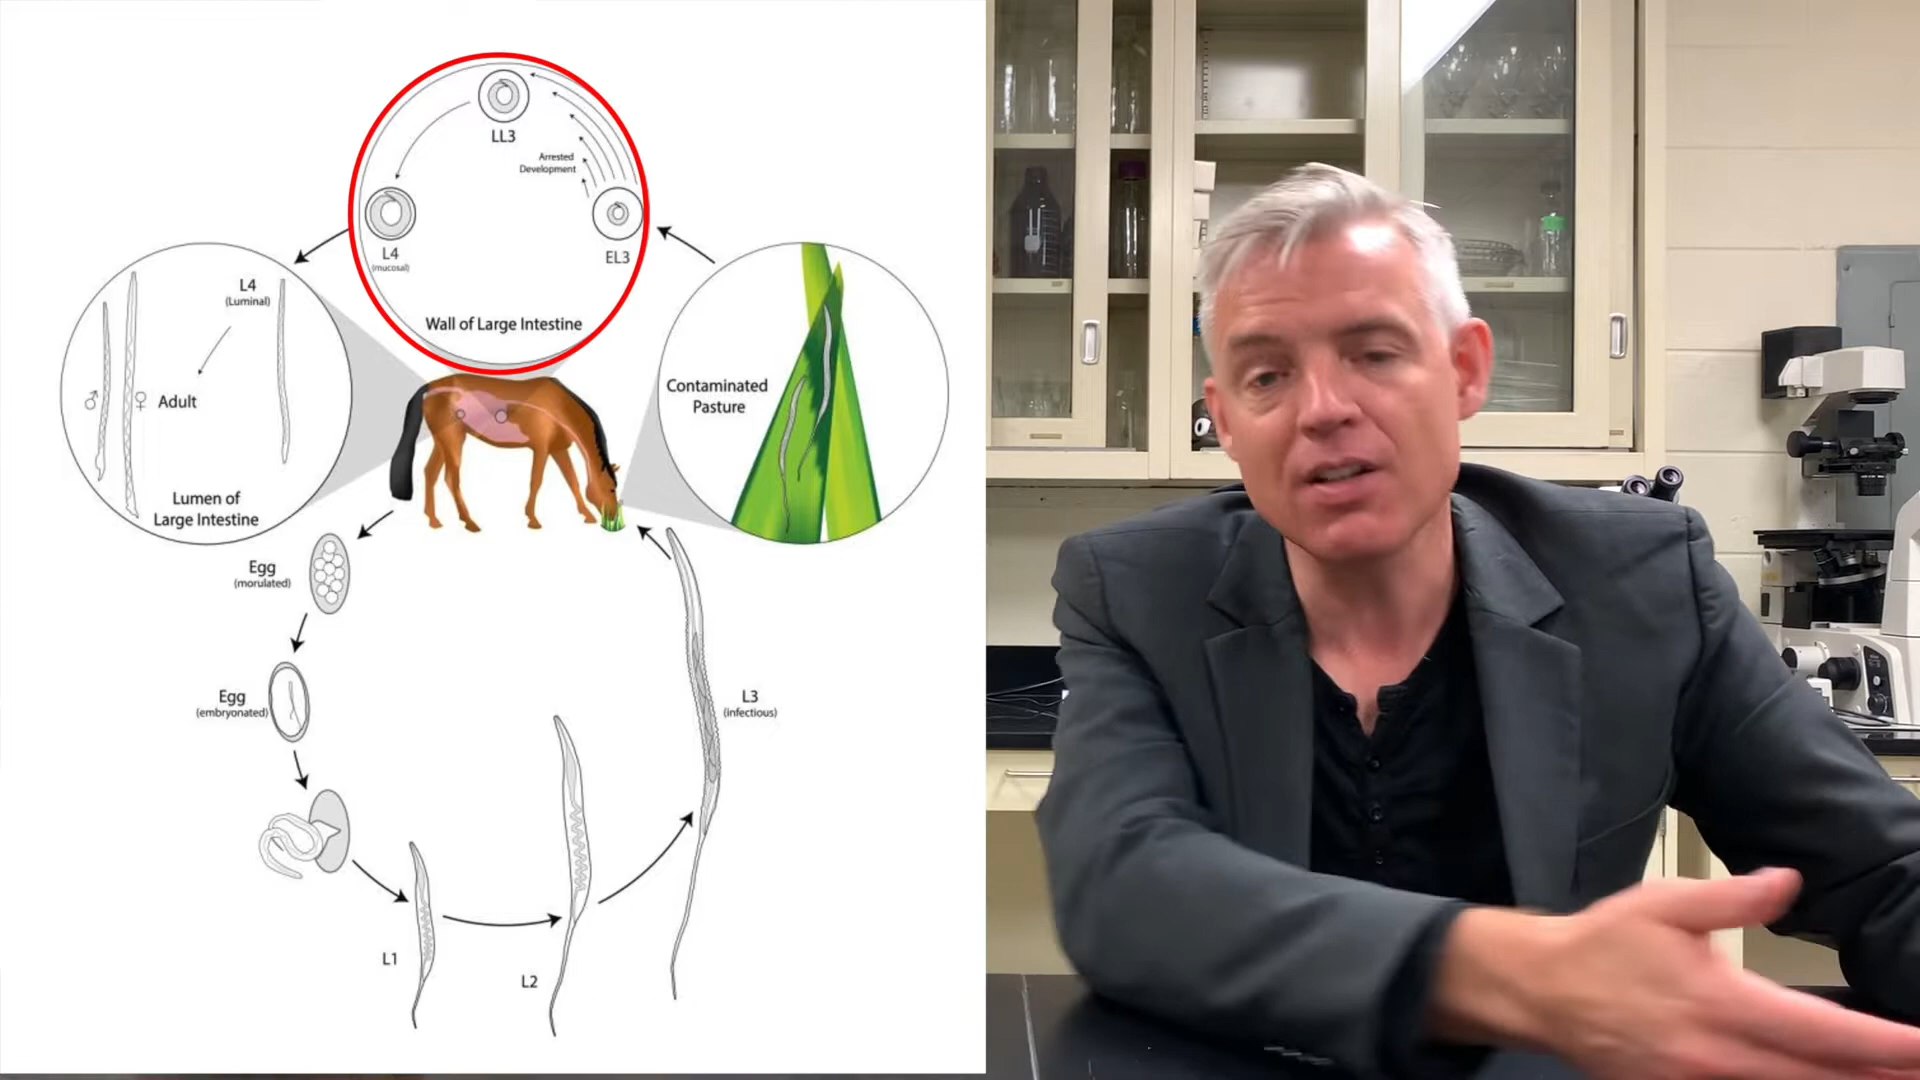 LL3
Arrested
Development
L4
(mucosal)
EL3
Wall of Large Intestine
L4
(Luminal)
♂
♀ Adult
Lumen of
Large Intestine
Contaminated
Pasture
Egg
(morulated)
Egg
(embryonated)
L1
L2
L3
(infectious)